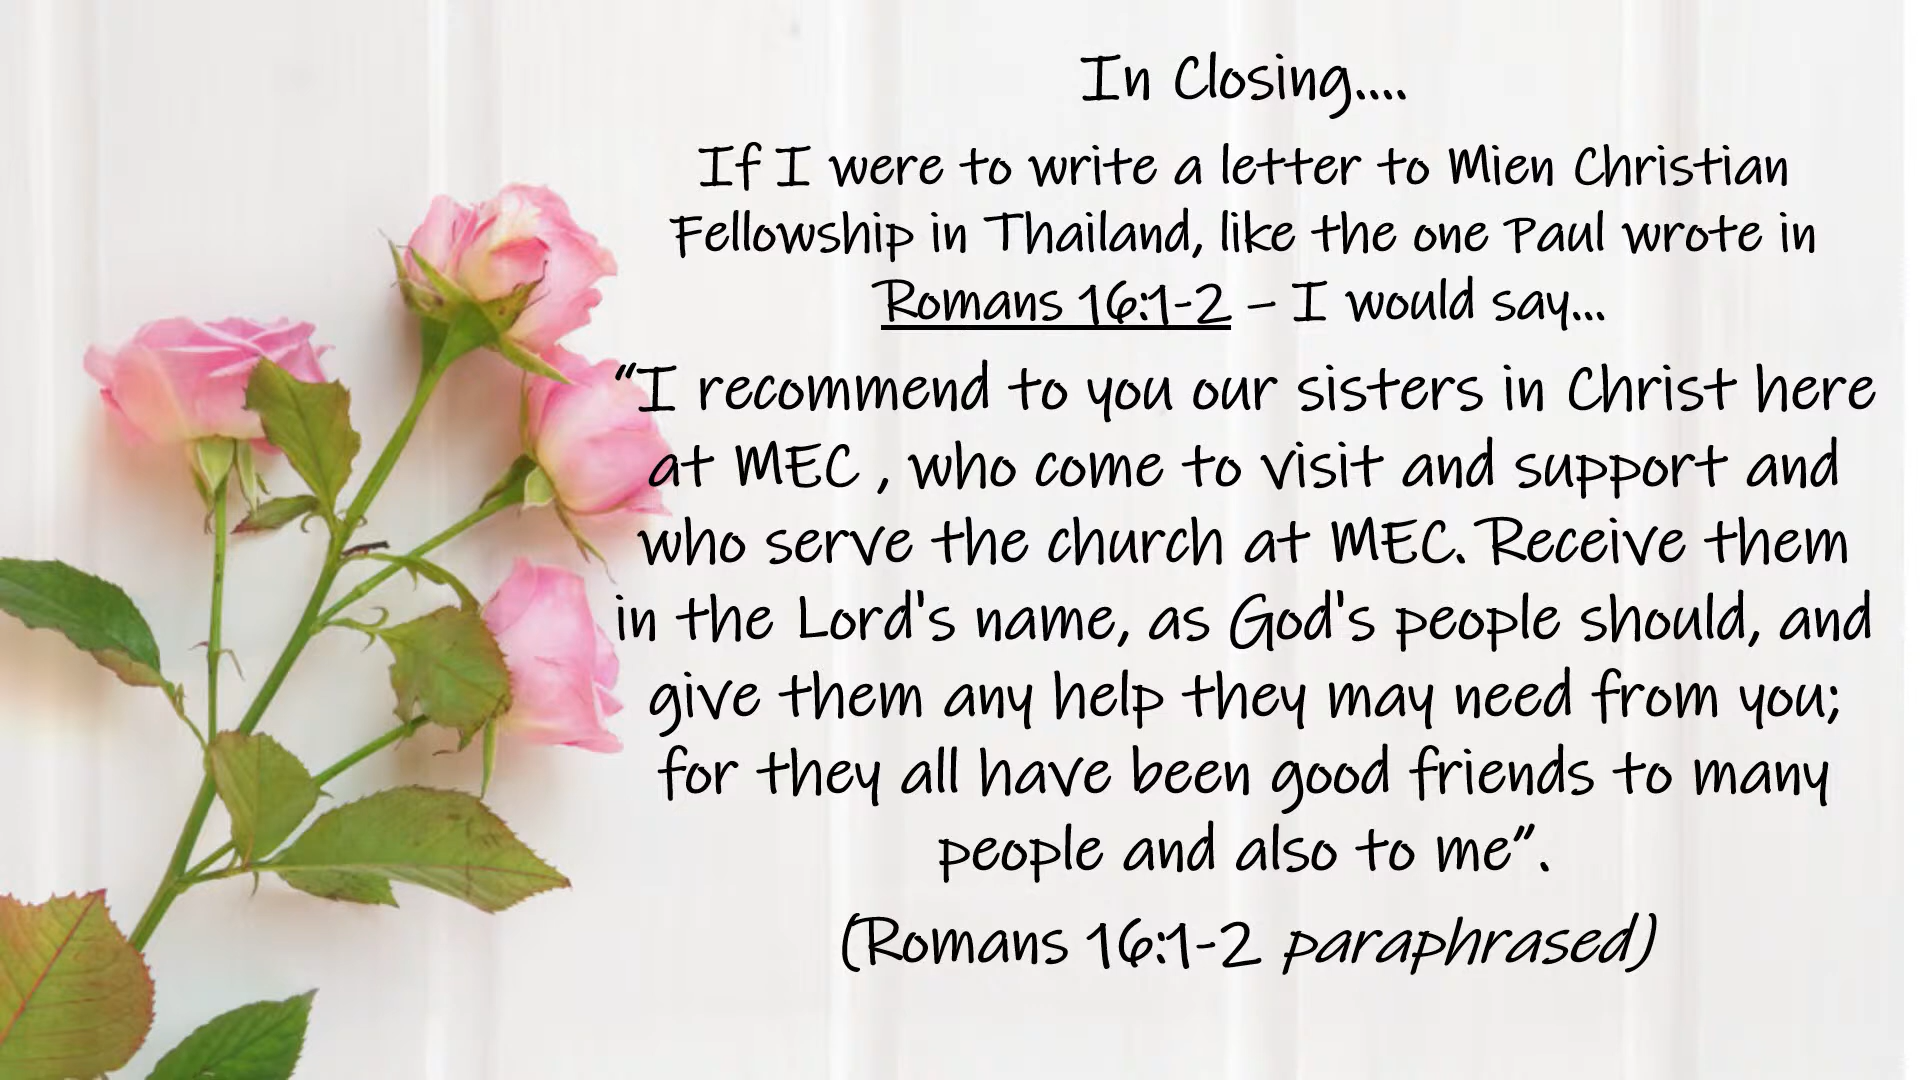 In Closing....
If I were to write a letter to Mien Christian
Fellowship in Thailand, like the one Paul wrote in
Romans 16:1-2 – I would say...
“I recommend to you our sisters in Christ here
at MEC , who come to visit and support and
who serve the church at MEC. Receive them
in the Lord's name, as God's people should, and
give them any help they may need from you;
for they all have been good friends to many
people and also to me”.
(Romans 16:1-2 paraphrased)